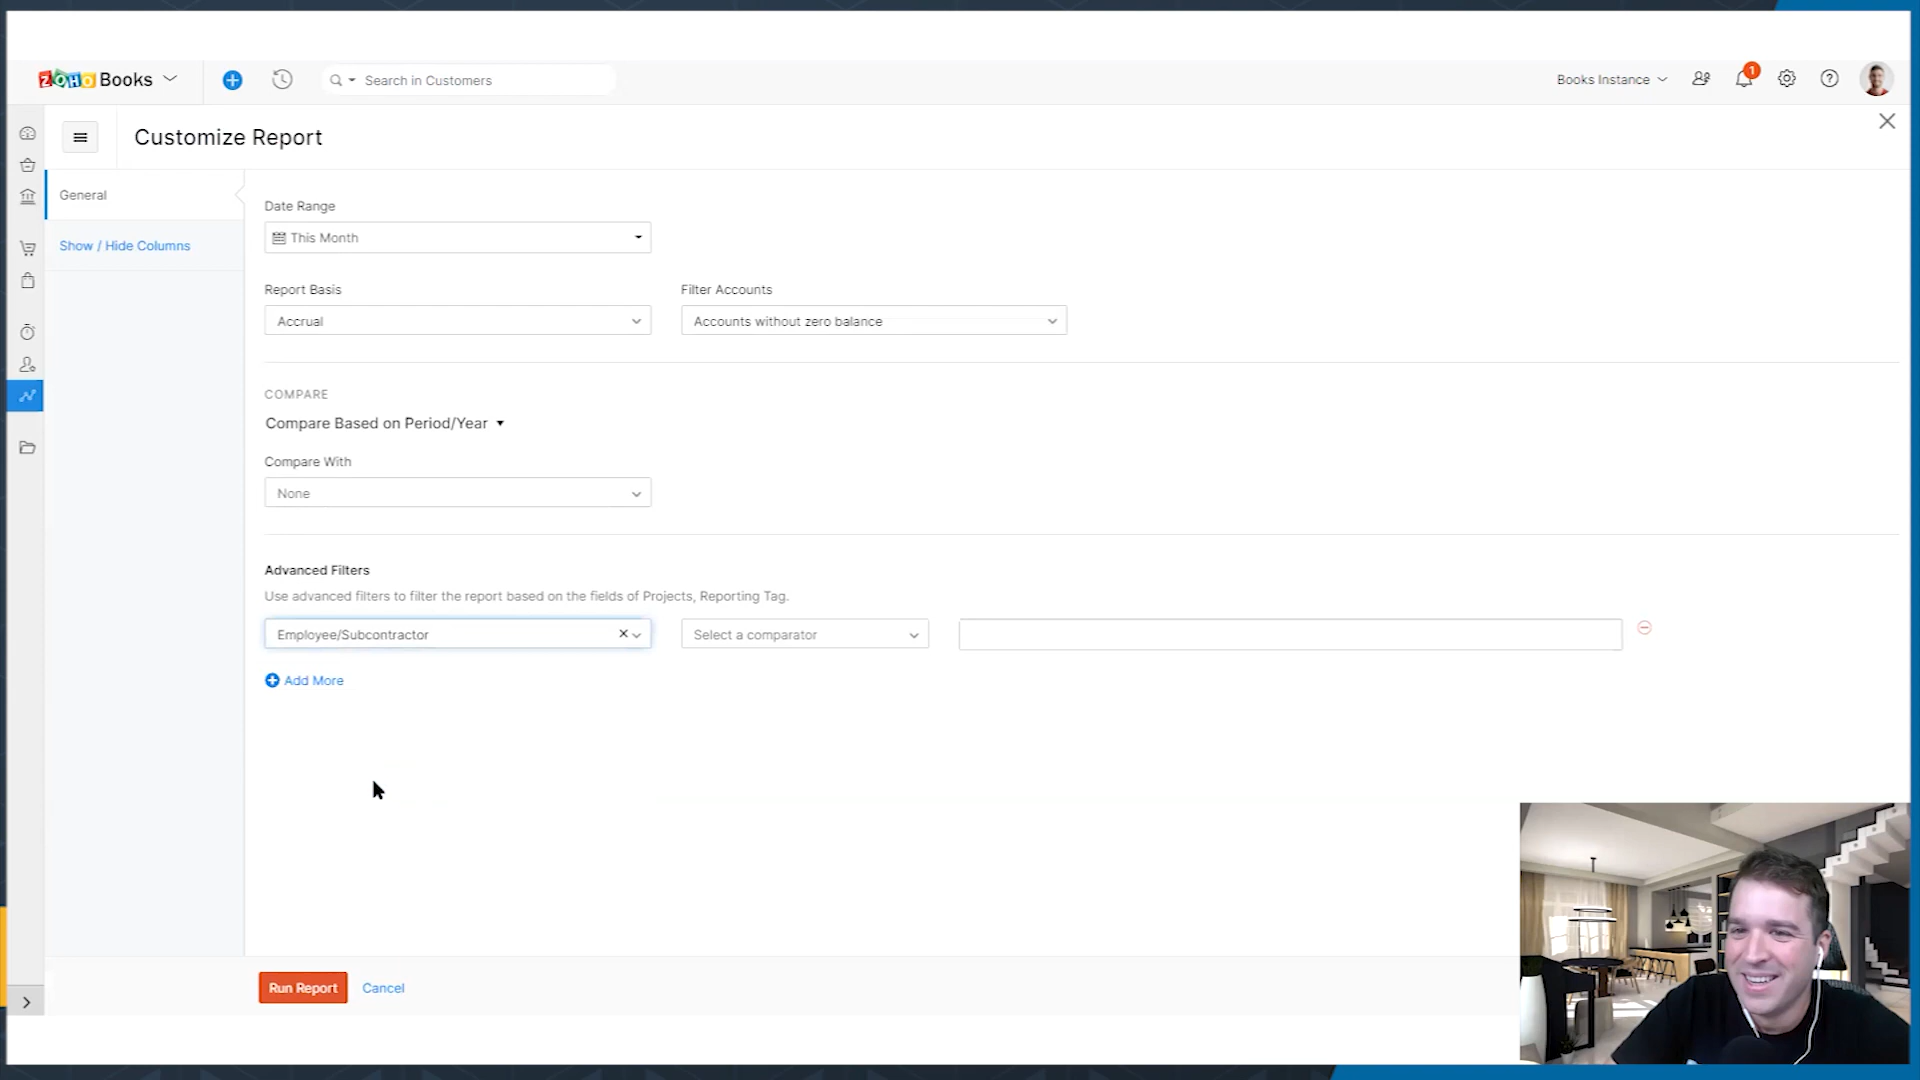 ZOHO Books
Search in Customers
Books Instance
1
Customize Report
General
Show / Hide Columns
Date Range
This Month
Report Basis
Filter Accounts
Accrual
Accounts without zero balance
COMPARE
Compare Based on Period/Year
Compare With
None
Advanced Filters
Use advanced filters to filter the report based on the fields of Projects, Reporting Tag.
Employee/Subcontractor
Select a comparator
Add More
Run Report
Cancel